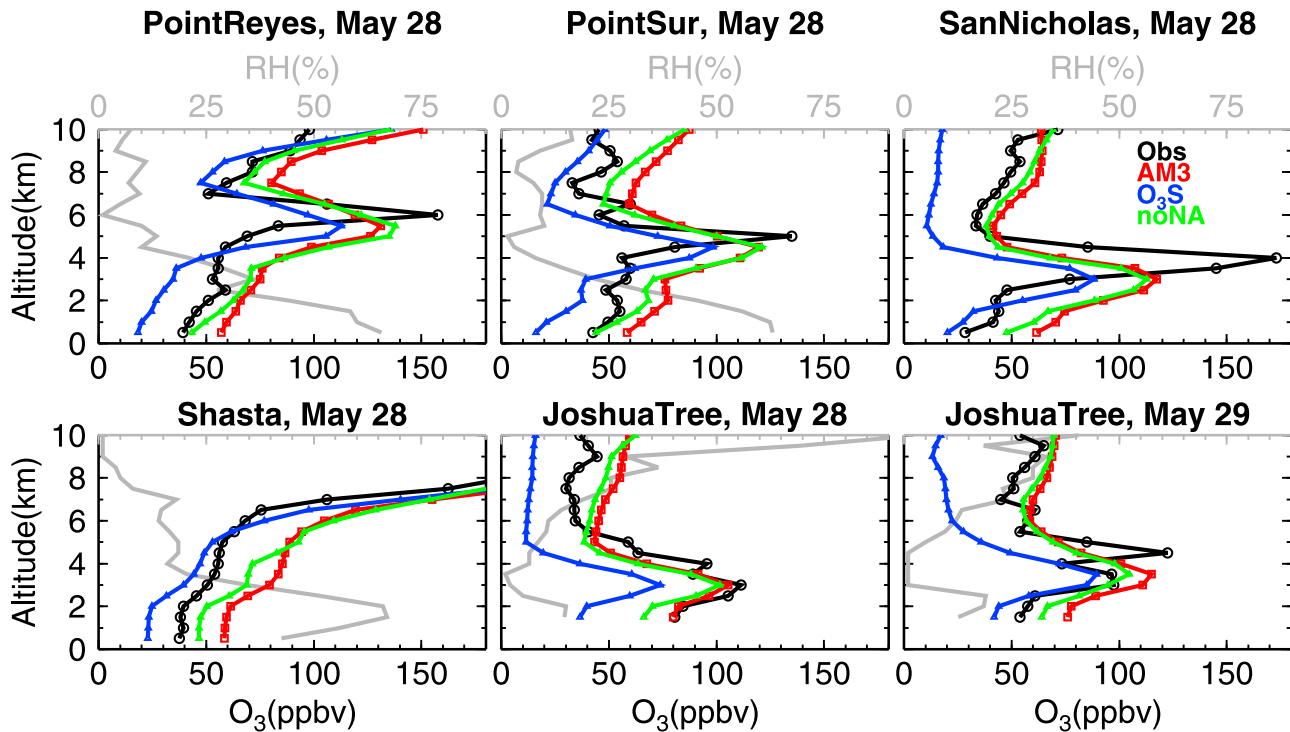 PointReyes, May 28
PointSur, May 28
SanNicholas, May 28
RH(%)
RH(%)
RH(%)
0 25 50 75
0 25 50 75
0 25 50 75
Altitude(km)
10
8
6
4
2
0
Obs
AM3
O₃S
noNA
0 50 100 150
0 50 100 150
0 50 100 150
Shasta, May 28
JoshuaTree, May 28
JoshuaTree, May 29
Altitude(km)
10
8
6
4
2
0
0 50 100 150
0 50 100 150
0 50 100 150
O₃(ppbv)
O₃(ppbv)
O₃(ppbv)